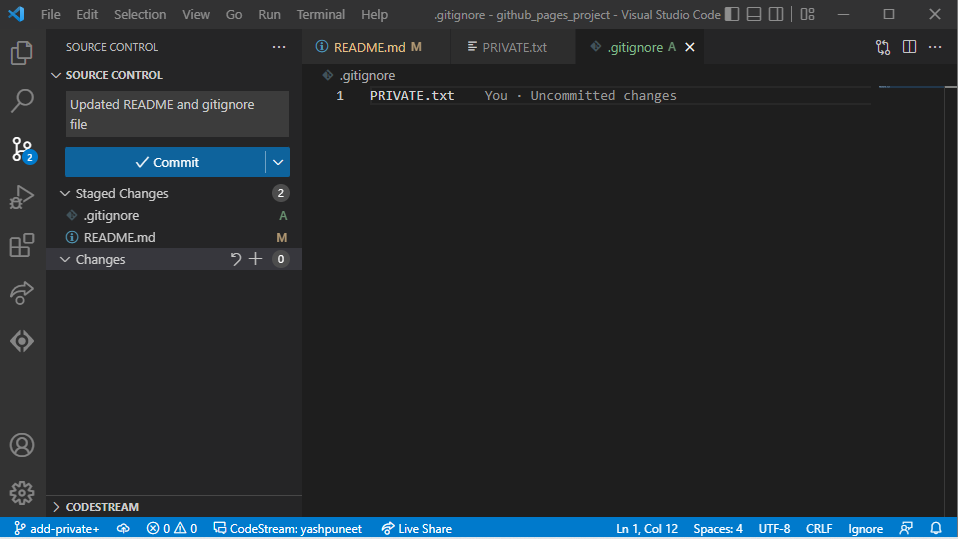 File Edit Selection View Go Run Terminal Help .gitignore - github_pages_project - Visual Studio Code
SOURCE CONTROL
SOURCE CONTROL
Updated README and gitignore
file
Commit
Staged Changes 2
.gitignore A
README.md M
Changes 0
CODESTREAM
2
README.md M PRIVATE.txt .gitignore A
.gitignore
1 PRIVATE.txt You · Uncommitted changes
add-private+ 0 0 CodeStream: yashpuneet Live Share Ln 1, Col 12 Spaces: 4 UTF-8 CRLF Ignore